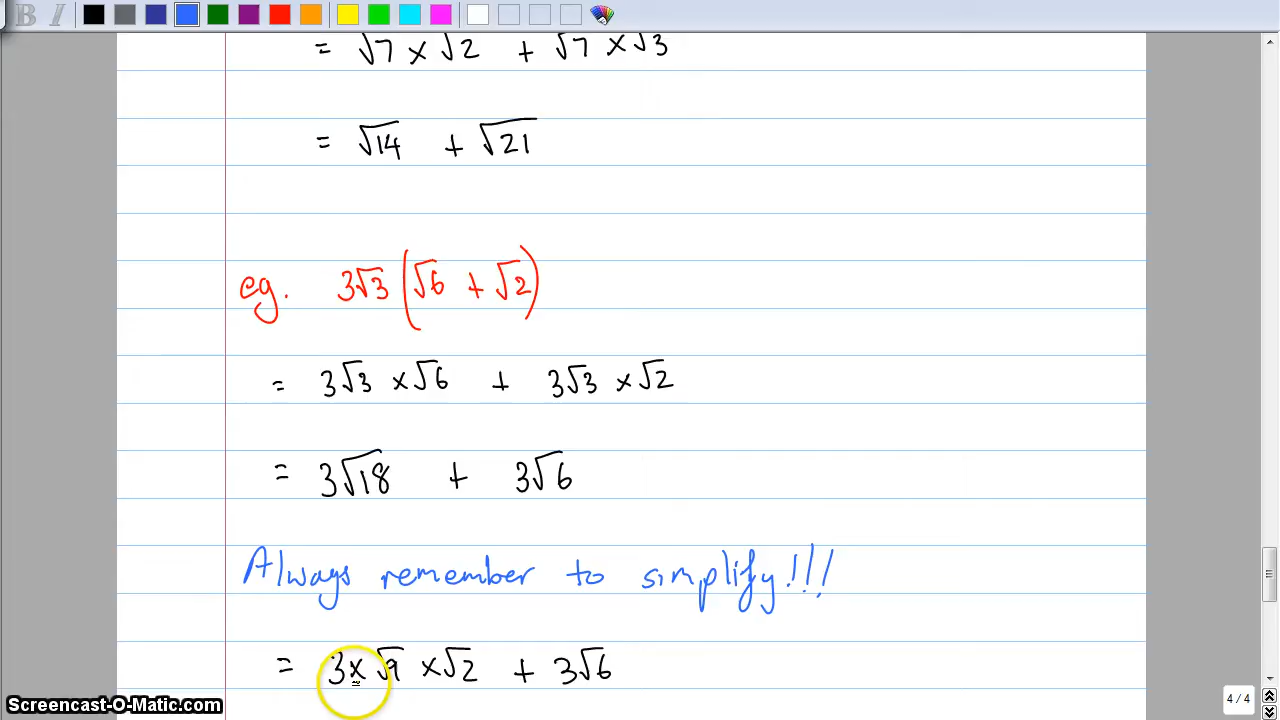 B I
= √7 × √2 + √7 × √3
= √14 + √21
eg. 3√3 (√6 + √2)
= 3√3 × √6 + 3√3 × √2
= 3√18 + 3√6
Always remember to simplify!!!
= 3 × √9 × √2 + 3√6
Screencast-O-Matic.com
4 / 4